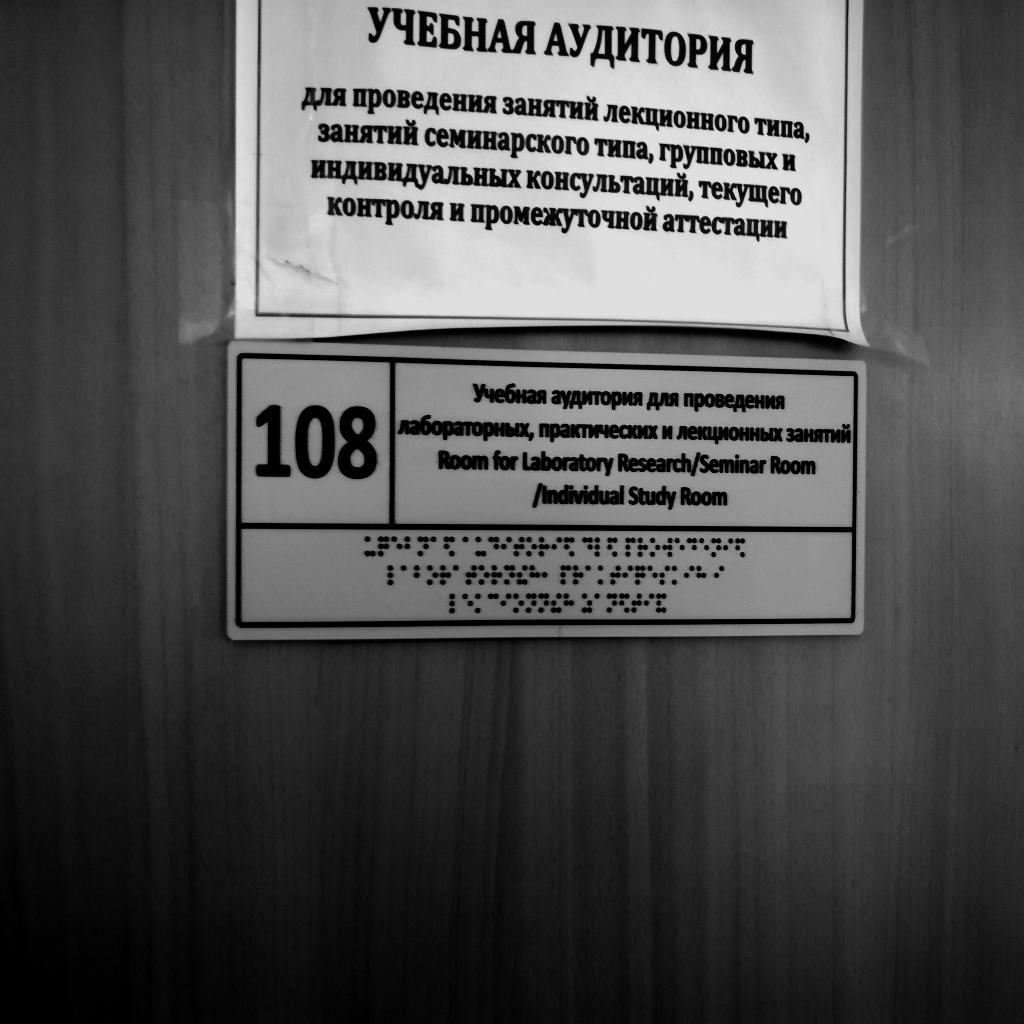 УЧЕБНАЯ АУДИТОРИЯ
для проведения занятий лекционного типа,
занятий семинарского типа, групповых и
индивидуальных консультаций, текущего
контроля и промежуточной аттестации
108
Учебная аудитория для проведения
лабораторных, практических и лекционных занятий
Room for Laboratory Research/Seminar Room
/Individual Study Room